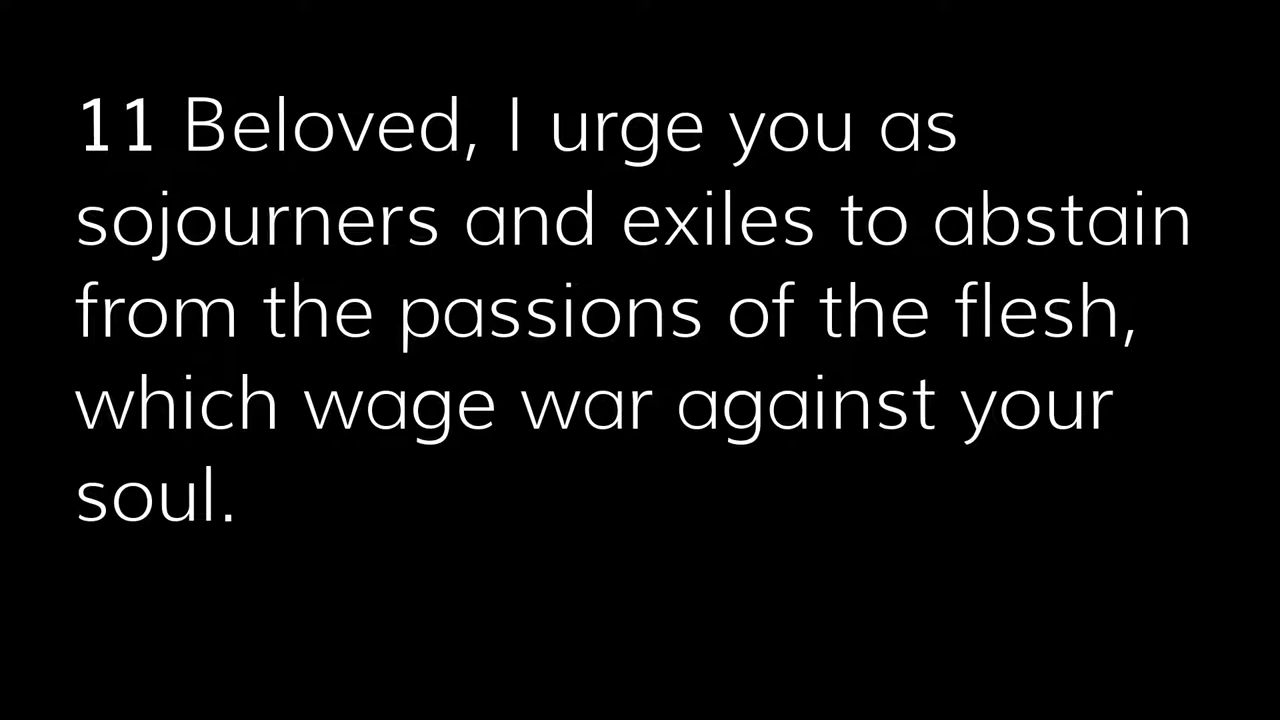 11 Beloved, I urge you as
sojourners and exiles to abstain
from the passions of the flesh,
which wage war against your
soul.